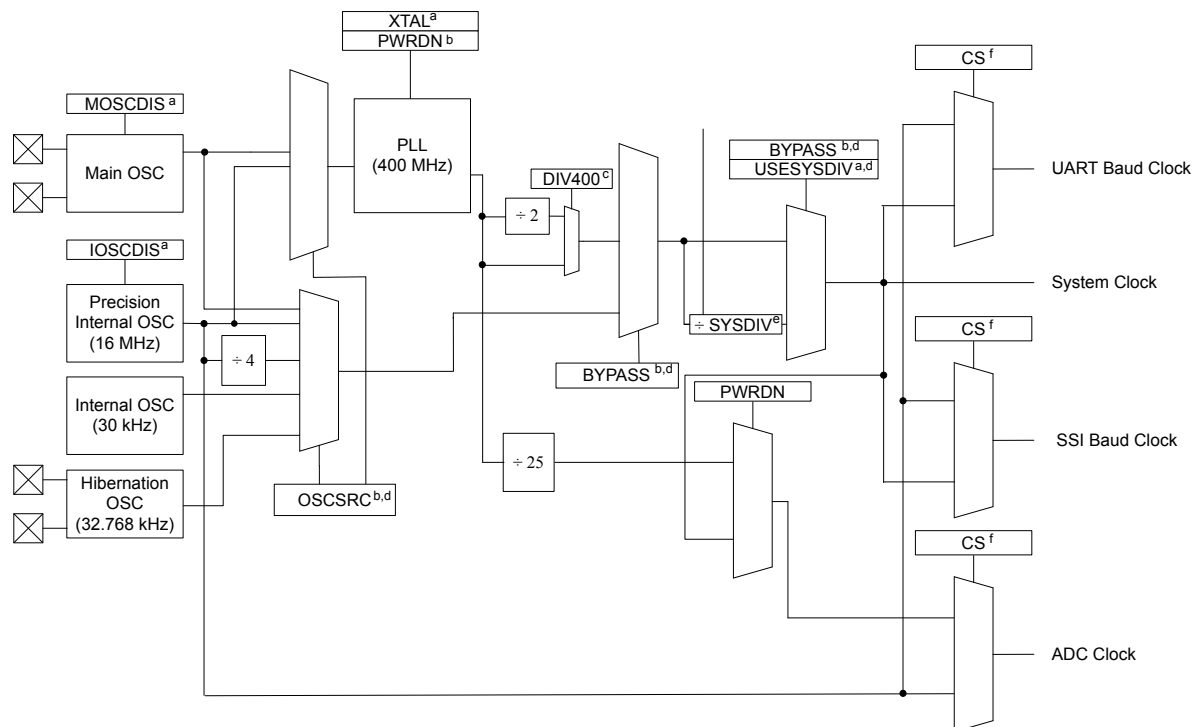 XTAL a
PWRDN b
CS f
MOSCDIS a
Main OSC
PLL
(400 MHz)
BYPASS b,d
USESYSDIV a,d
UART Baud Clock
DIV400 c
÷ 2
IOSCDIS a
Precision
Internal OSC
(16 MHz)
System Clock
÷ SYSDIV e
÷ 4
CS f
BYPASS b,d
Internal OSC
(30 kHz)
PWRDN
SSI Baud Clock
÷ 25
Hibernation
OSC
(32.768 kHz)
OSCSRC b,d
CS f
ADC Clock